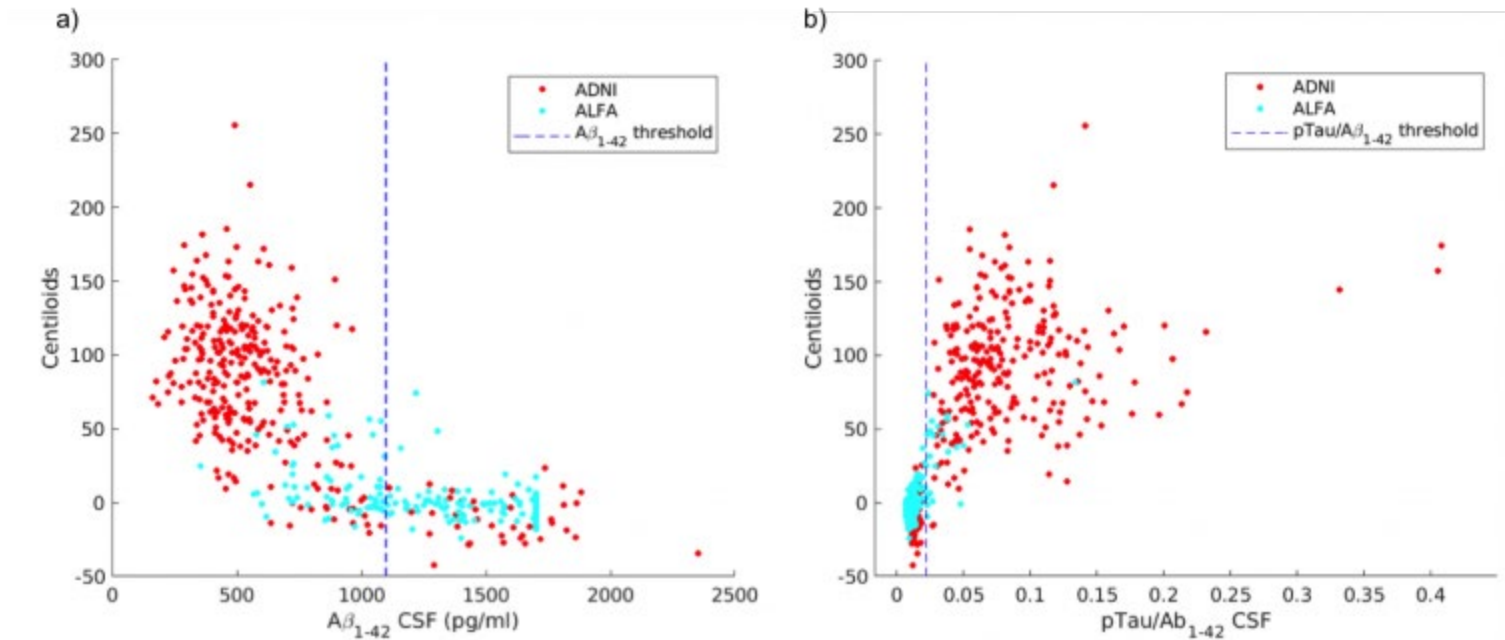 a)
300
250
200
150
100
50
0
-50
Centiloids
ADNI
ALFA
Aβ1-42 threshold
0 500 1000 1500 2000 2500
Aβ1-42 CSF (pg/ml)
b)
300
250
200
150
100
50
0
-50
Centiloids
ADNI
ALFA
pTau/Aβ1-42 threshold
0 0.05 0.1 0.15 0.2 0.25 0.3 0.35 0.4
pTau/Ab1-42 CSF